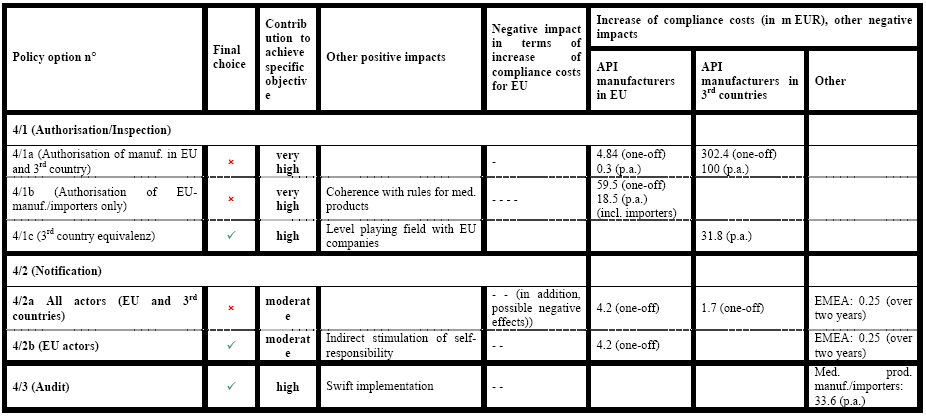 Policy option n°
Final
choice
Contrib
ution to
achieve
specific
objectiv
e
Other positive impacts
Negative impact
in terms of
increase of
compliance costs
for EU
Increase of compliance costs (in m EUR), other negative
impacts
API
manufacturers
in EU
API
manufacturers in
3rd countries
Other
4/1 (Authorisation/Inspection)
4/1a (Authorisation of manuf. in EU
and 3rd country)
×
very
high
-
4.84 (one-off)
0.3 (p.a.)
302.4 (one-off)
100 (p.a.)
4/1b (Authorisation of EU-
manuf./importers only)
×
very
high
Coherence with rules for med.
products
- - - -
59.5 (one-off)
18.5 (p.a.)
(incl. importers)
4/1c (3rd country equivalenz)
✓
high
Level playing field with EU
companies
31.8 (p.a.)
4/2 (Notification)
4/2a All actors (EU and 3rd
countries)
×
moderat
e
- - (in addition,
possible negative
effects))
4.2 (one-off)
1.7 (one-off)
EMEA: 0.25 (over
two years)
4/2b (EU actors)
✓
moderat
e
Indirect stimulation of self-
responsibility
- -
4.2 (one-off)
EMEA: 0.25 (over
two years)
4/3 (Audit)
✓
high
Swift implementation
- -
Med. prod.
manuf./importers:
33.6 (p.a.)